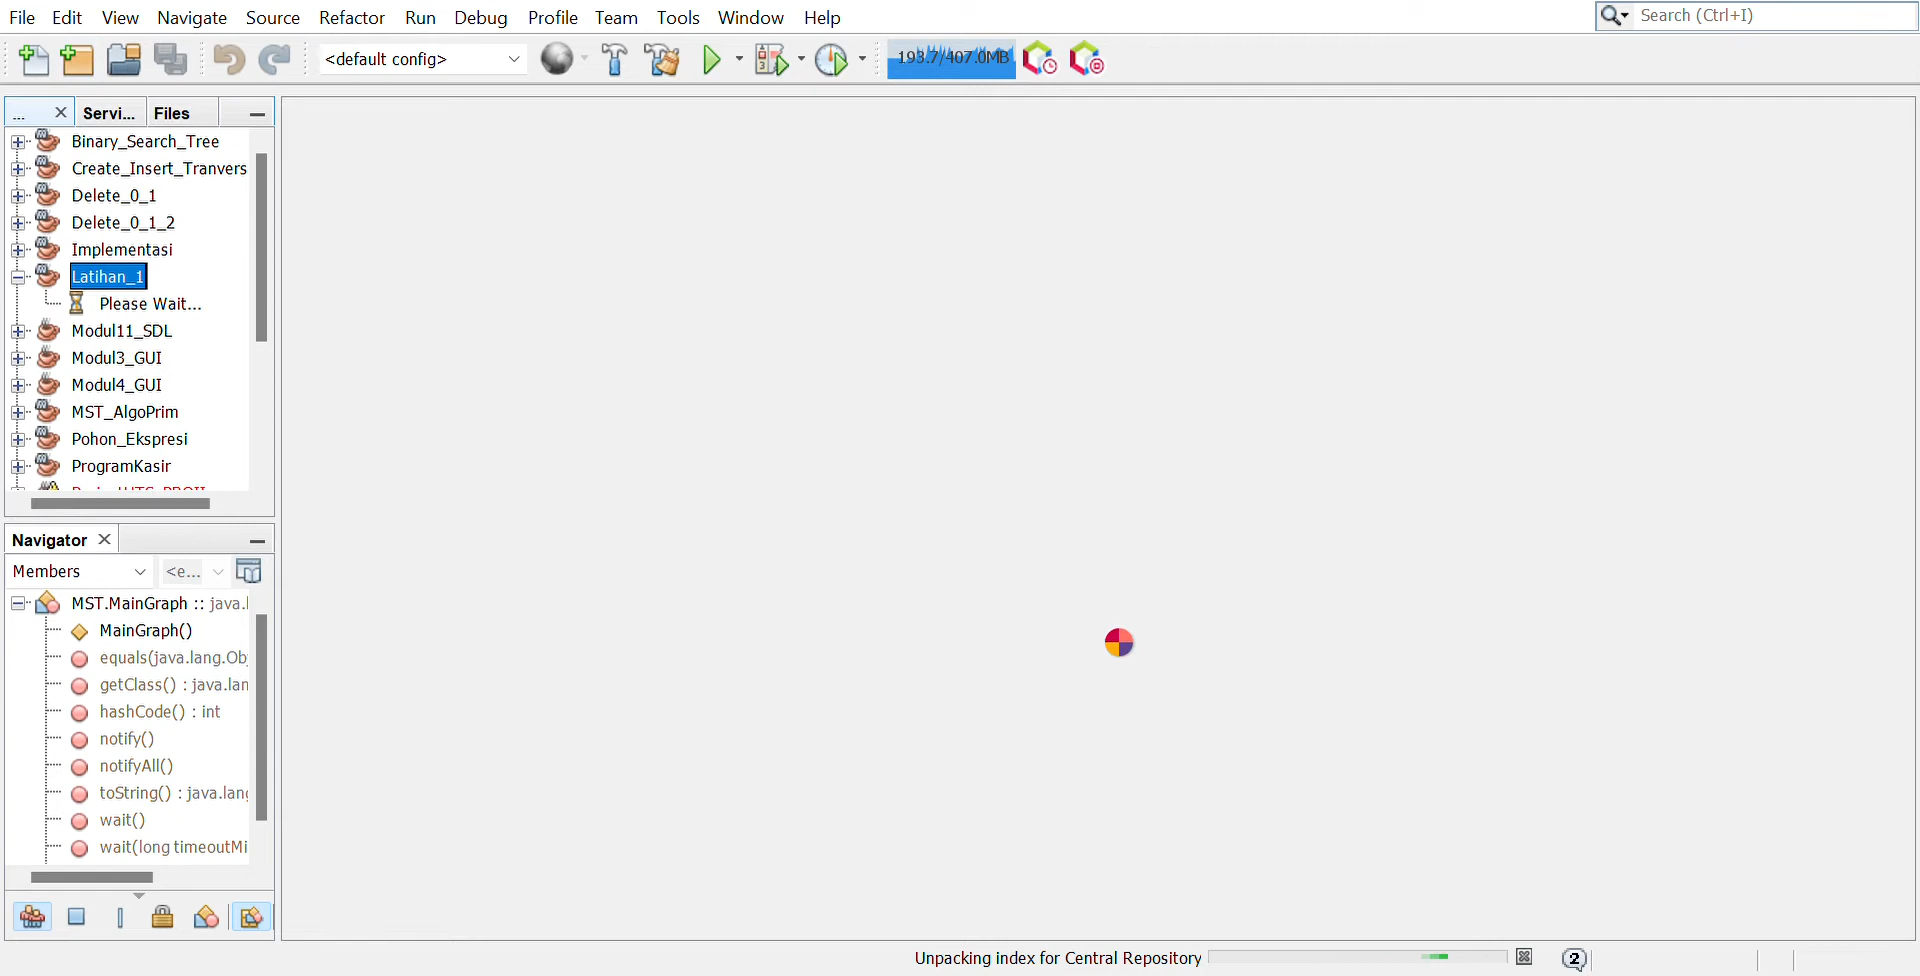 File Edit View Navigate Source Refactor Run Debug Profile Team Tools Window Help
Search (Ctrl+I)
<default config>
193.7/407.0MB
... Servi... Files
Binary_Search_Tree
Create_Insert_Tranvers
Delete_0_1
Delete_0_1_2
Implementasi
Latihan_1
Please Wait...
Modul11_SDL
Modul3_GUI
Modul4_GUI
MST_AlgoPrim
Pohon_Ekspresi
ProgramKasir
Navigator
Members <e...
MST.MainGraph :: java.l
MainGraph()
equals(java.lang.Obj
getClass() : java.lan
hashCode() : int
notify()
notifyAll()
toString() : java.lang
wait()
wait(long timeoutMi
Unpacking index for Central Repository
2